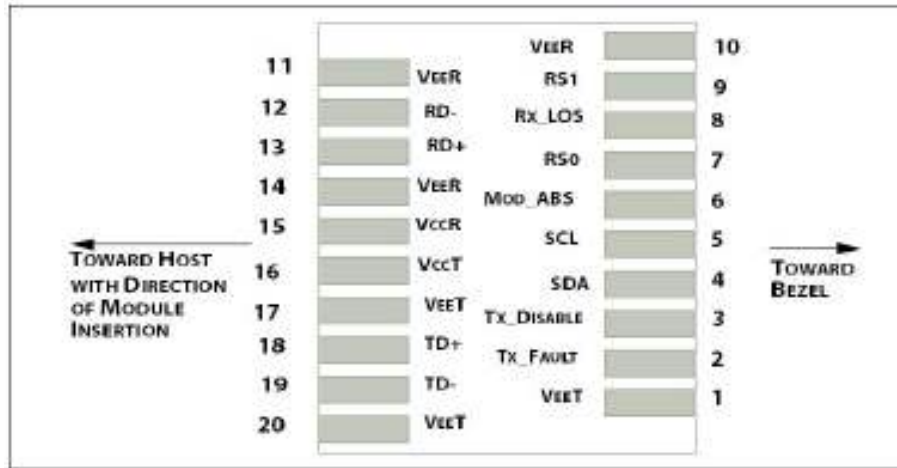 VEER 10
11 VEER
RS1 9
12 RD-
RX_LOS 8
13 RD+
RS0 7
14 VEER
MOD_ABS 6
15 VCCR
SCL 5
16 VCCT
SDA 4
17 VEET
TX_DISABLE 3
18 TD+
TX_FAULT 2
19 TD-
VEET 1
20 VEET
TOWARD HOST
WITH DIRECTION
OF MODULE
INSERTION
TOWARD
BEZEL